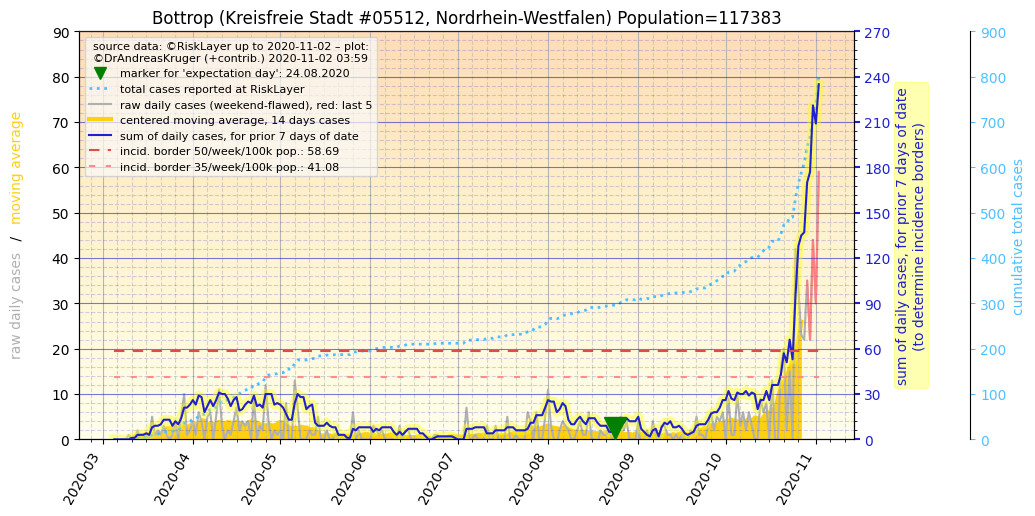 Bottrop (Kreisfreie Stadt #05512, Nordrhein-Westfalen) Population=117383
source data: ©RiskLayer up to 2020-11-02 – plot:
©DrAndreasKruger (+contrib.) 2020-11-02 03:59
marker for 'expectation day': 24.08.2020
total cases reported at RiskLayer
raw daily cases (weekend-flawed), red: last 5
centered moving average, 14 days cases
sum of daily cases, for prior 7 days of date
incid. border 50/week/100k pop.: 58.69
incid. border 35/week/100k pop.: 41.08
raw daily cases / moving average
90
80
70
60
50
40
30
20
10
0
270
240
210
180
150
120
90
60
30
0
sum of daily cases, for prior 7 days of date
(to determine incidence borders)
900
800
700
600
500
400
300
200
100
0
cumulative total cases
2020-03
2020-04
2020-05
2020-06
2020-07
2020-08
2020-09
2020-10
2020-11